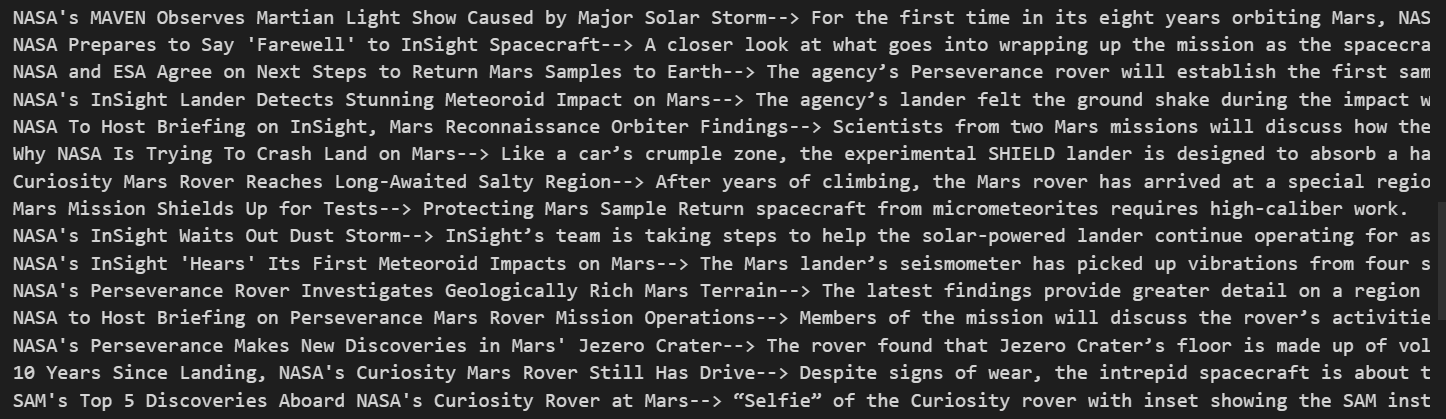 NASA's MAVEN Observes Martian Light Show Caused by Major Solar Storm--> For the first time in its eight years orbiting Mars, NAS
NASA Prepares to Say 'Farewell' to InSight Spacecraft--> A closer look at what goes into wrapping up the mission as the spacecra
NASA and ESA Agree on Next Steps to Return Mars Samples to Earth--> The agency’s Perseverance rover will establish the first sam
NASA's InSight Lander Detects Stunning Meteoroid Impact on Mars--> The agency’s lander felt the ground shake during the impact w
NASA To Host Briefing on InSight, Mars Reconnaissance Orbiter Findings--> Scientists from two Mars missions will discuss how the
Why NASA Is Trying To Crash Land on Mars--> Like a car’s crumple zone, the experimental SHIELD lander is designed to absorb a ha
Curiosity Mars Rover Reaches Long-Awaited Salty Region--> After years of climbing, the Mars rover has arrived at a special regio
Mars Mission Shields Up for Tests--> Protecting Mars Sample Return spacecraft from micrometeorites requires high-caliber work.
NASA's InSight Waits Out Dust Storm--> InSight’s team is taking steps to help the solar-powered lander continue operating for as
NASA's InSight 'Hears' Its First Meteoroid Impacts on Mars--> The Mars lander’s seismometer has picked up vibrations from four s
NASA's Perseverance Rover Investigates Geologically Rich Mars Terrain--> The latest findings provide greater detail on a region
NASA to Host Briefing on Perseverance Mars Rover Mission Operations--> Members of the mission will discuss the rover’s activitie
NASA's Perseverance Makes New Discoveries in Mars' Jezero Crater--> The rover found that Jezero Crater’s floor is made up of vol
10 Years Since Landing, NASA's Curiosity Mars Rover Still Has Drive--> Despite signs of wear, the intrepid spacecraft is about t
SAM's Top 5 Discoveries Aboard NASA's Curiosity Rover at Mars--> “Selfie” of the Curiosity rover with inset showing the SAM inst